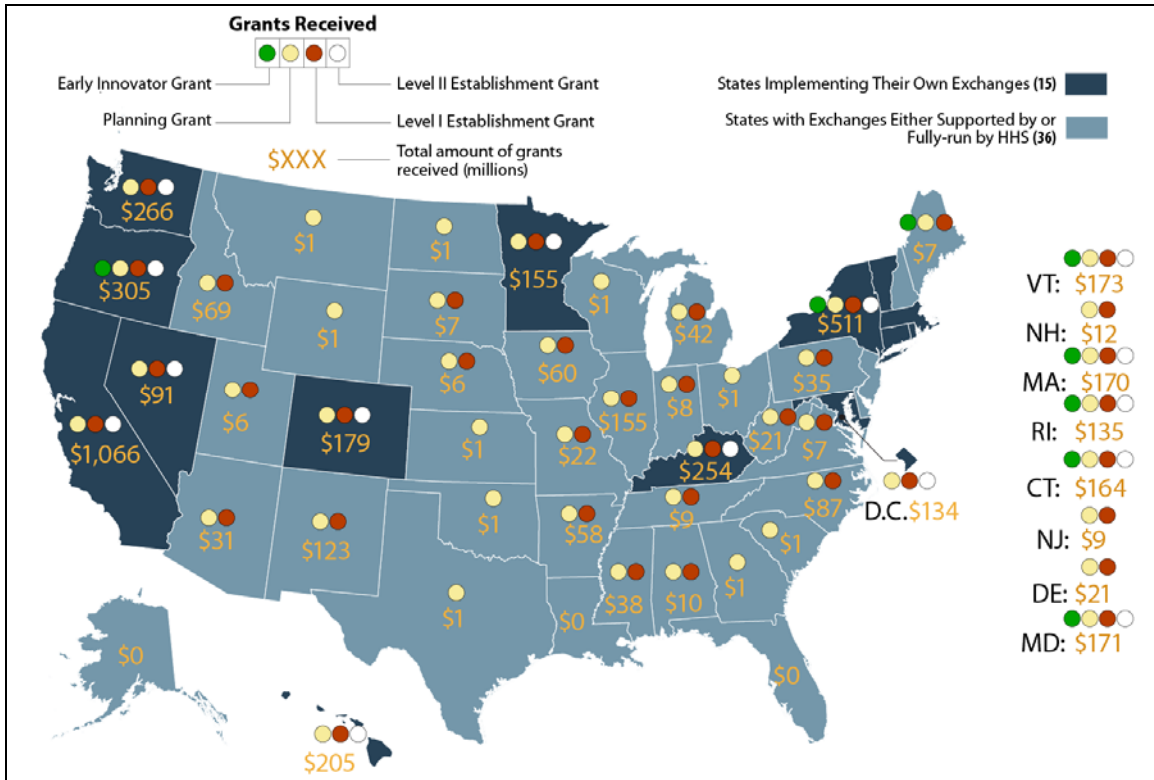 Grants Received
Early Innovator Grant
Level II Establishment Grant
Planning Grant
Level I Establishment Grant
$XXX
Total amount of grants
received (millions)
States Implementing Their Own Exchanges (15)
States with Exchanges Either Supported by or
Fully-run by HHS (36)
$266
$305
$69
$1
$1
$155
$1
$7
$1
$7
$42
$511
$91
$6
$6
$60
$35
$1,066
$179
$1
$22
$155
$8
$1
$21
$7
$254
$31
$123
$1
$58
$9
$87
D.C. $134
$1
$1
$0
$38
$10
$1
$0
$0
$205
VT: $173
NH: $12
MA: $170
RI: $135
CT: $164
NJ: $9
DE: $21
MD: $171